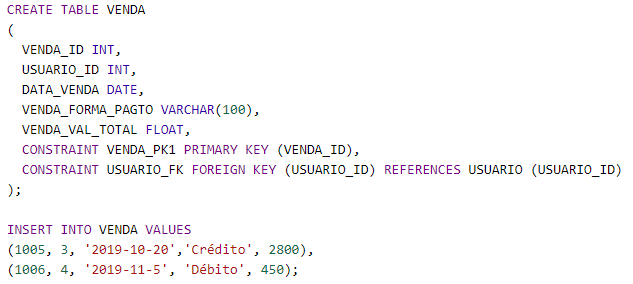 CREATE TABLE VENDA
(
  VENDA_ID INT,
  USUARIO_ID INT,
  DATA_VENDA DATE,
  VENDA_FORMA_PAGTO VARCHAR(100),
  VENDA_VAL_TOTAL FLOAT,
  CONSTRAINT VENDA_PK1 PRIMARY KEY (VENDA_ID),
  CONSTRAINT USUARIO_FK FOREIGN KEY (USUARIO_ID) REFERENCES USUARIO (USUARIO_ID)
);

INSERT INTO VENDA VALUES
(1005, 3, '2019-10-20','Crédito', 2800),
(1006, 4, '2019-11-5', 'Débito', 450);